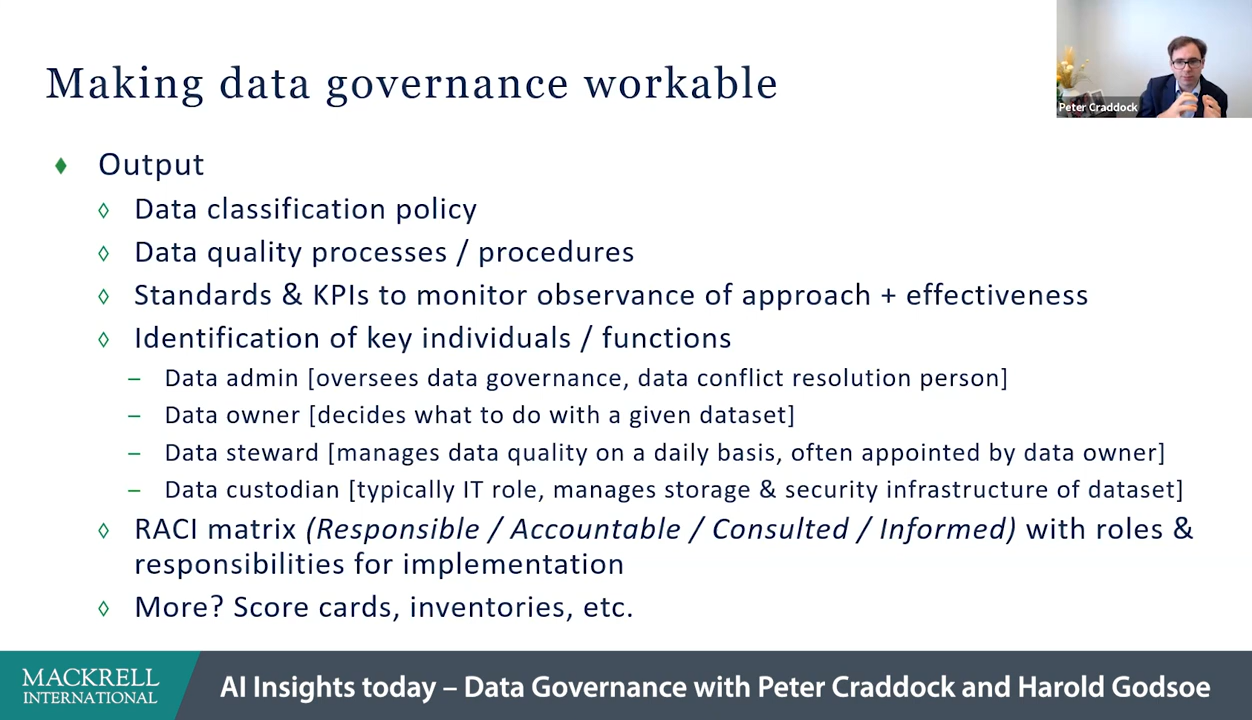 Making data governance workable
Peter Craddock
Output
Data classification policy
Data quality processes / procedures
Standards & KPIs to monitor observance of approach + effectiveness
Identification of key individuals / functions
– Data admin [oversees data governance, data conflict resolution person]
– Data owner [decides what to do with a given dataset]
– Data steward [manages data quality on a daily basis, often appointed by data owner]
– Data custodian [typically IT role, manages storage & security infrastructure of dataset]
RACI matrix (Responsible / Accountable / Consulted / Informed) with roles &
responsibilities for implementation
More? Score cards, inventories, etc.
MACKRELL
INTERNATIONAL
AI Insights today – Data Governance with Peter Craddock and Harold Godsoe